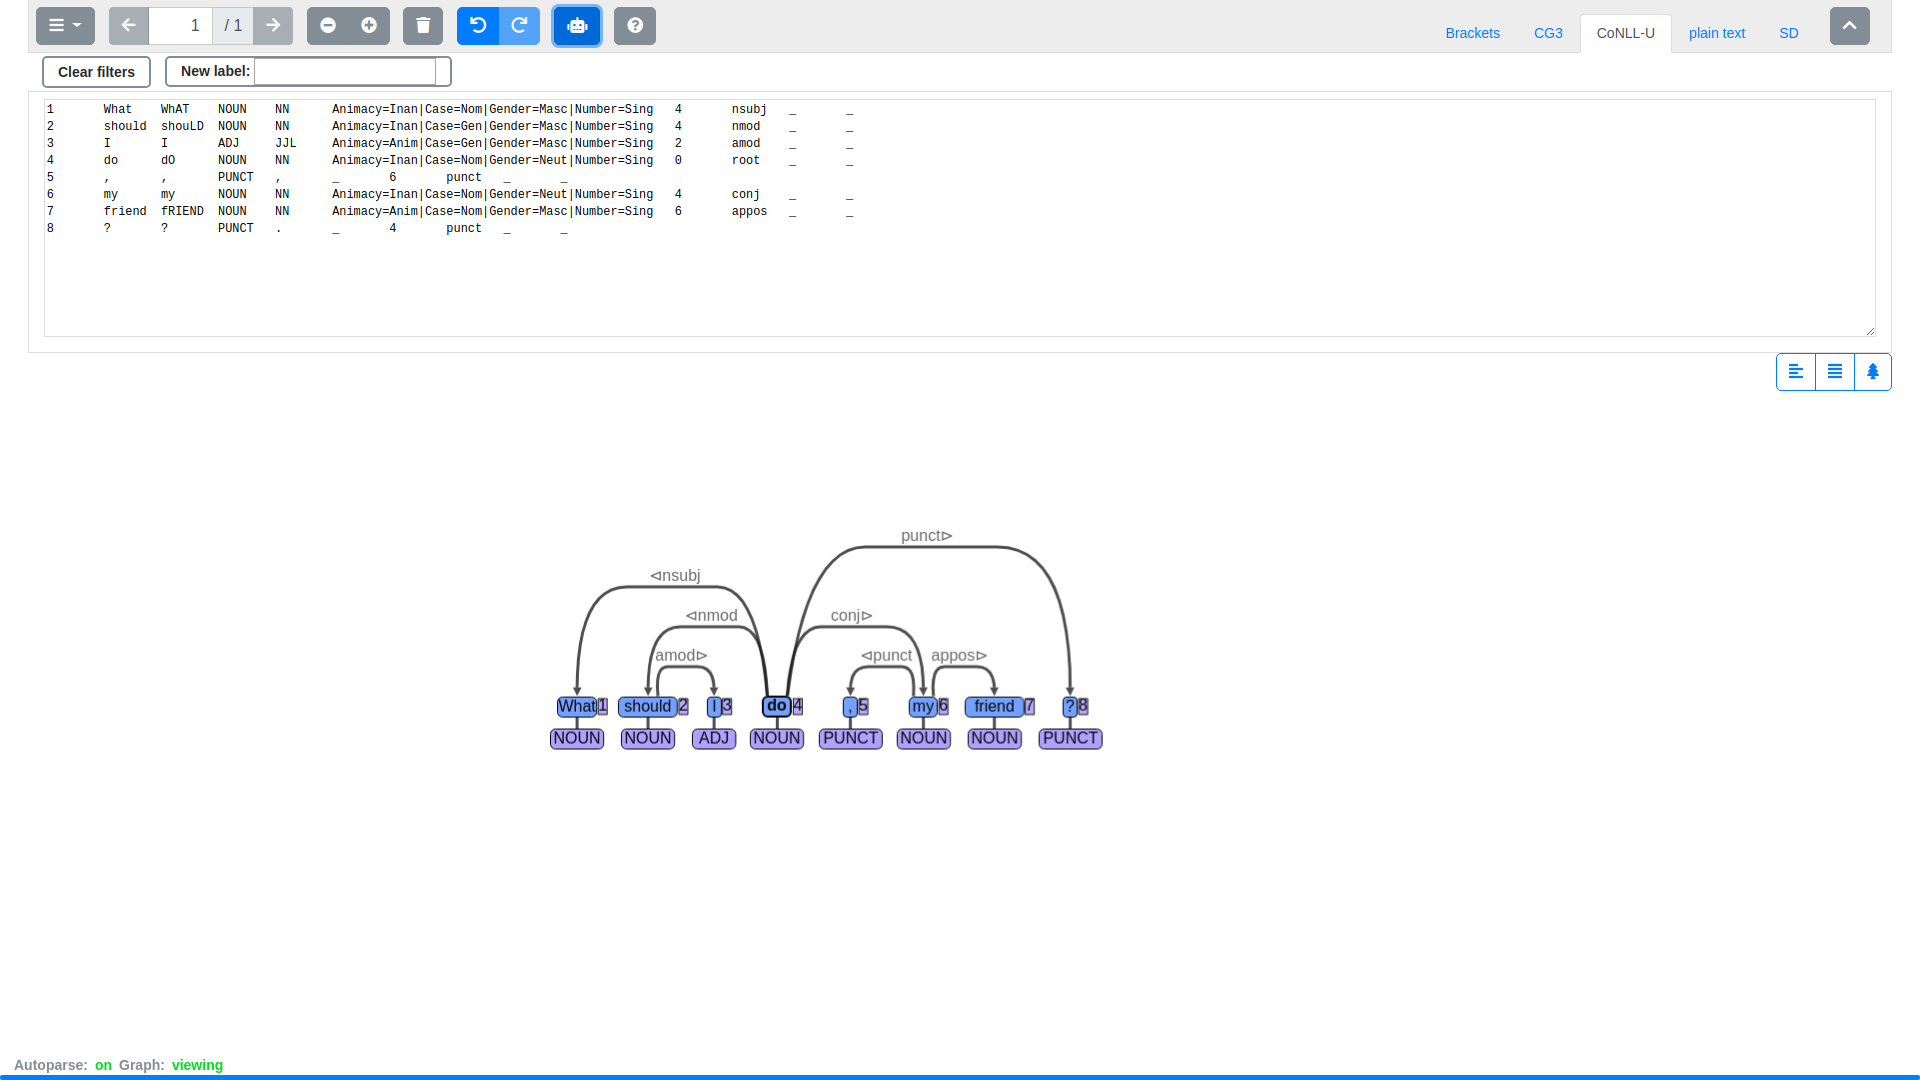 1 / 1
Brackets CG3 CoNLL-U plain text SD
Clear filters New label:
1 What WhAT NOUN NN Animacy=Inan|Case=Nom|Gender=Masc|Number=Sing 4 nsubj _ _
2 should shouLD NOUN NN Animacy=Inan|Case=Gen|Gender=Masc|Number=Sing 4 nmod _ _
3 I I ADJ JJL Animacy=Anim|Case=Gen|Gender=Masc|Number=Sing 2 amod _ _
4 do dO NOUN NN Animacy=Inan|Case=Nom|Gender=Neut|Number=Sing 0 root _ _
5 , , PUNCT , _ 6 punct _ _
6 my my NOUN NN Animacy=Inan|Case=Nom|Gender=Neut|Number=Sing 4 conj _ _
7 friend fRIEND NOUN NN Animacy=Anim|Case=Nom|Gender=Masc|Number=Sing 6 appos _ _
8 ? ? PUNCT . _ 4 punct _ _
punct⊳
⊲nsubj
⊲nmod conj⊳
amod⊳ ⊲punct appos⊳
What 1 should 2 I 3 do 4 , 5 my 6 friend 7 ? 8
NOUN NOUN ADJ NOUN PUNCT NOUN NOUN PUNCT
Autoparse: on Graph: viewing